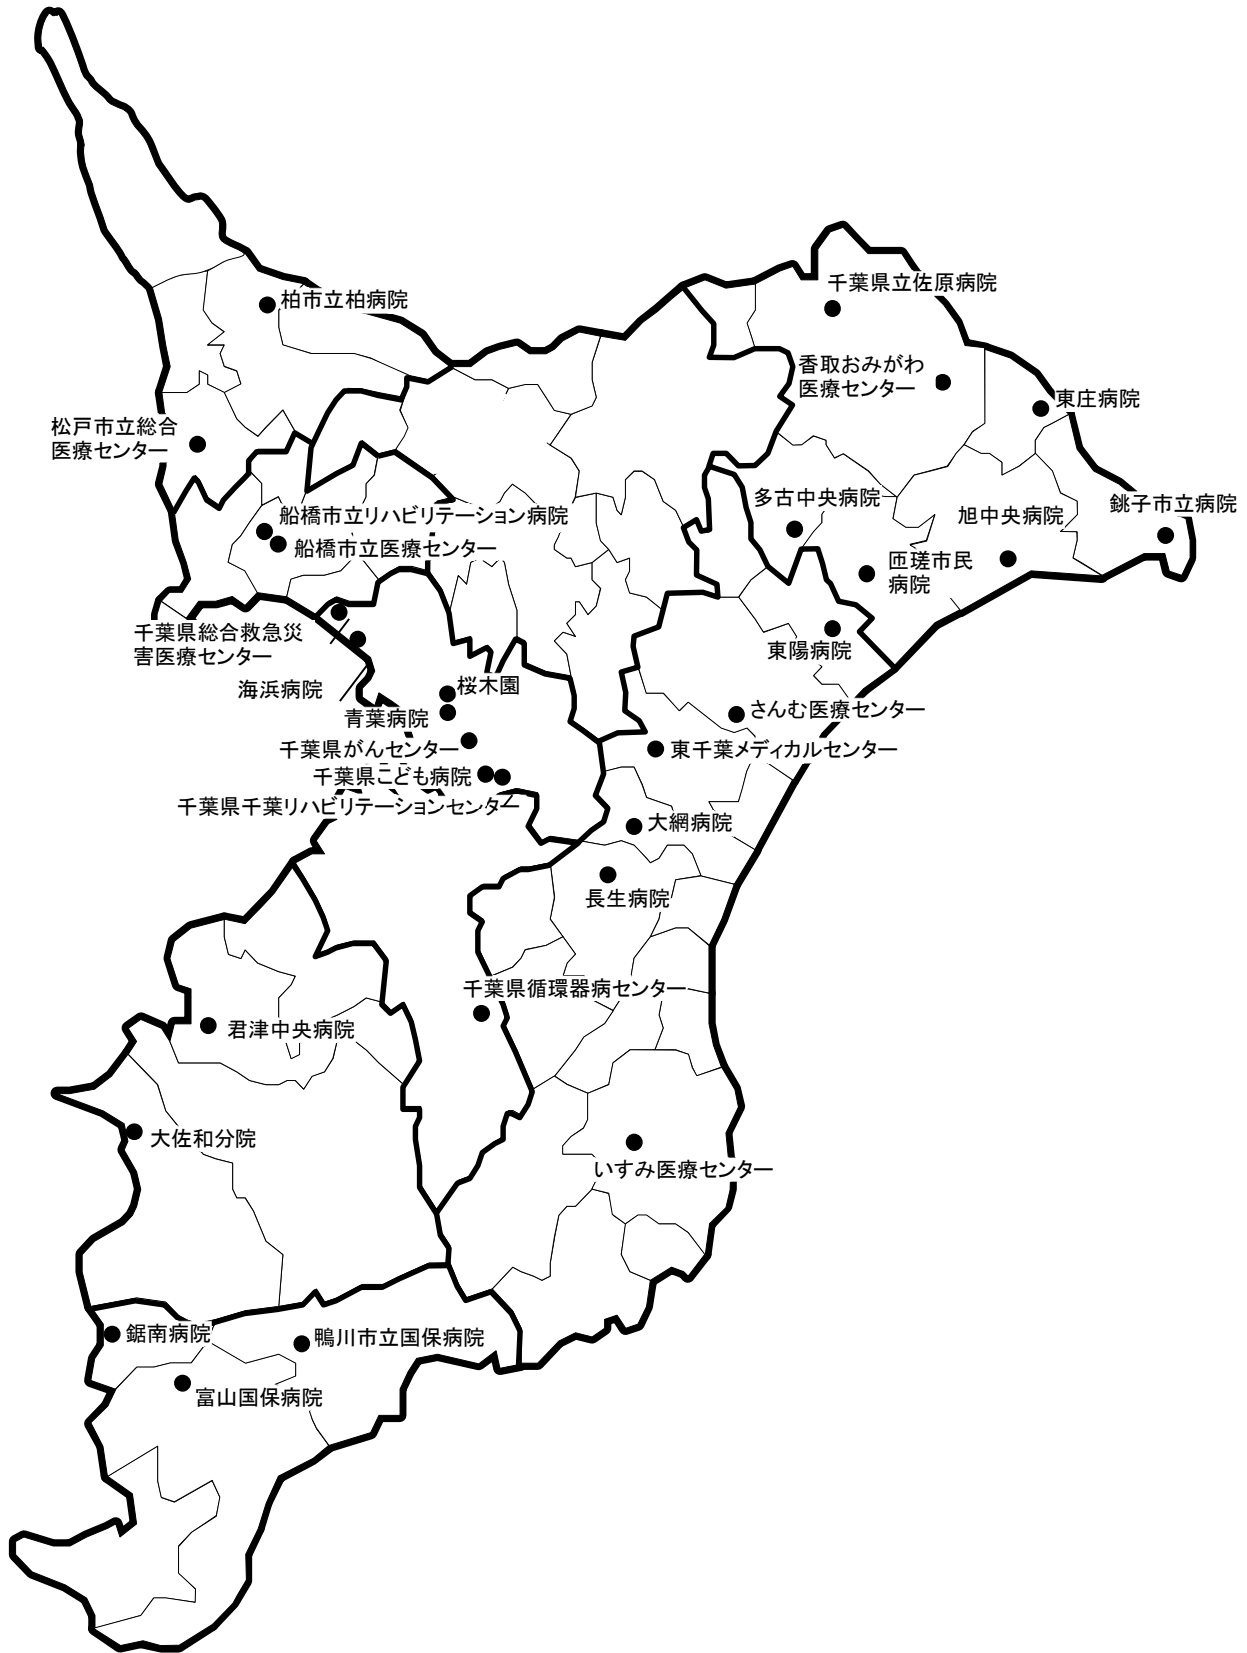 千葉県立佐原病院
柏市立柏病院
香取おみがわ
医療センター
東庄病院
松戸市立総合
医療センター
多古中央病院
銚子市立病院
船橋市立リハビリテーション病院
旭中央病院
船橋市立医療センター
匝瑳市民
病院
千葉県総合救急災
害医療センター
東陽病院
海浜病院
桜木園
青葉病院
さんむ医療センター
千葉県がんセンター
東千葉メディカルセンター
千葉県こども病院
千葉県千葉リハビリテーションセンター
大網病院
長生病院
千葉県循環器病センター
君津中央病院
大佐和分院
いすみ医療センター
鋸南病院
鴨川市立国保病院
富山国保病院